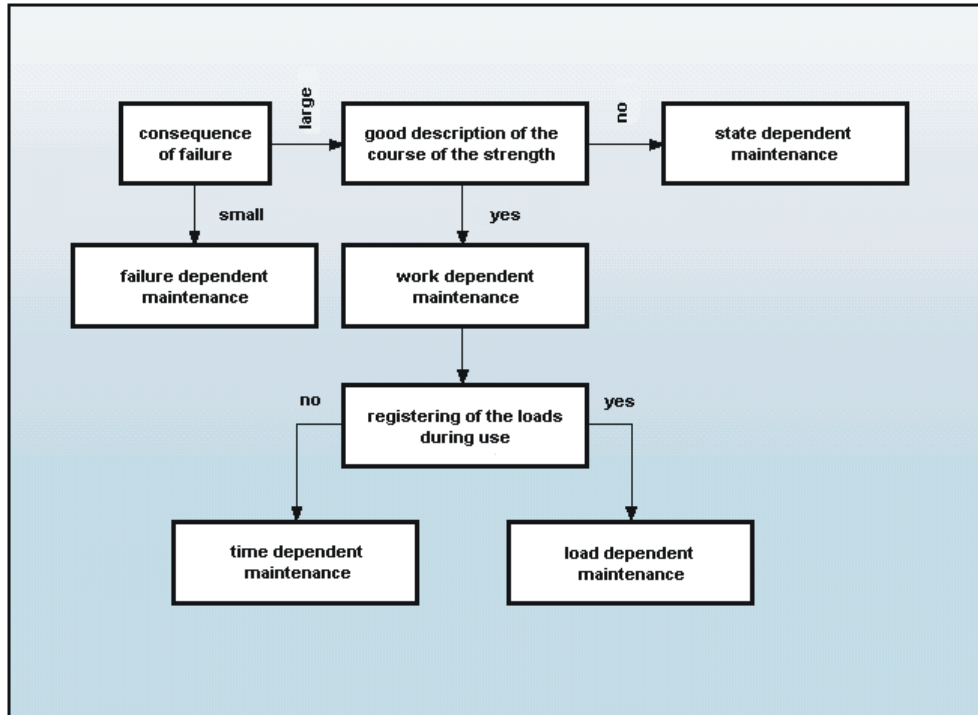 consequence
of failure
large
good description of the
course of the strength
no
state dependent
maintenance
small
yes
failure dependent
maintenance
work dependent
maintenance
no
registering of the loads
during use
yes
time dependent
maintenance
load dependent
maintenance